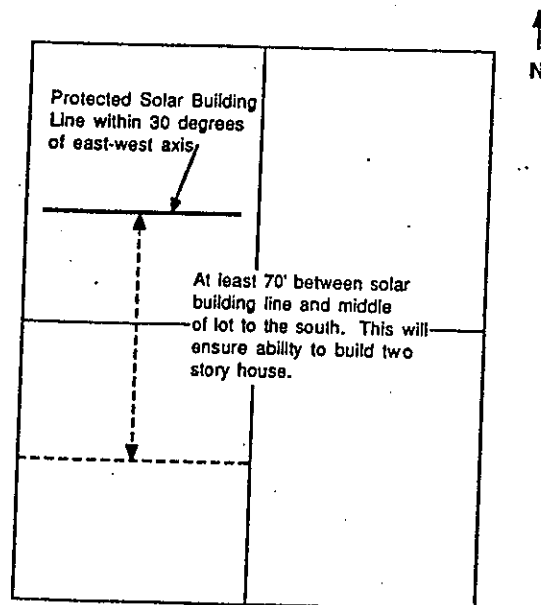 N
Protected Solar Building
Line within 30 degrees
of east-west axis
At least 70' between solar
building line and middle
of lot to the south. This will
ensure ability to build two
story house.